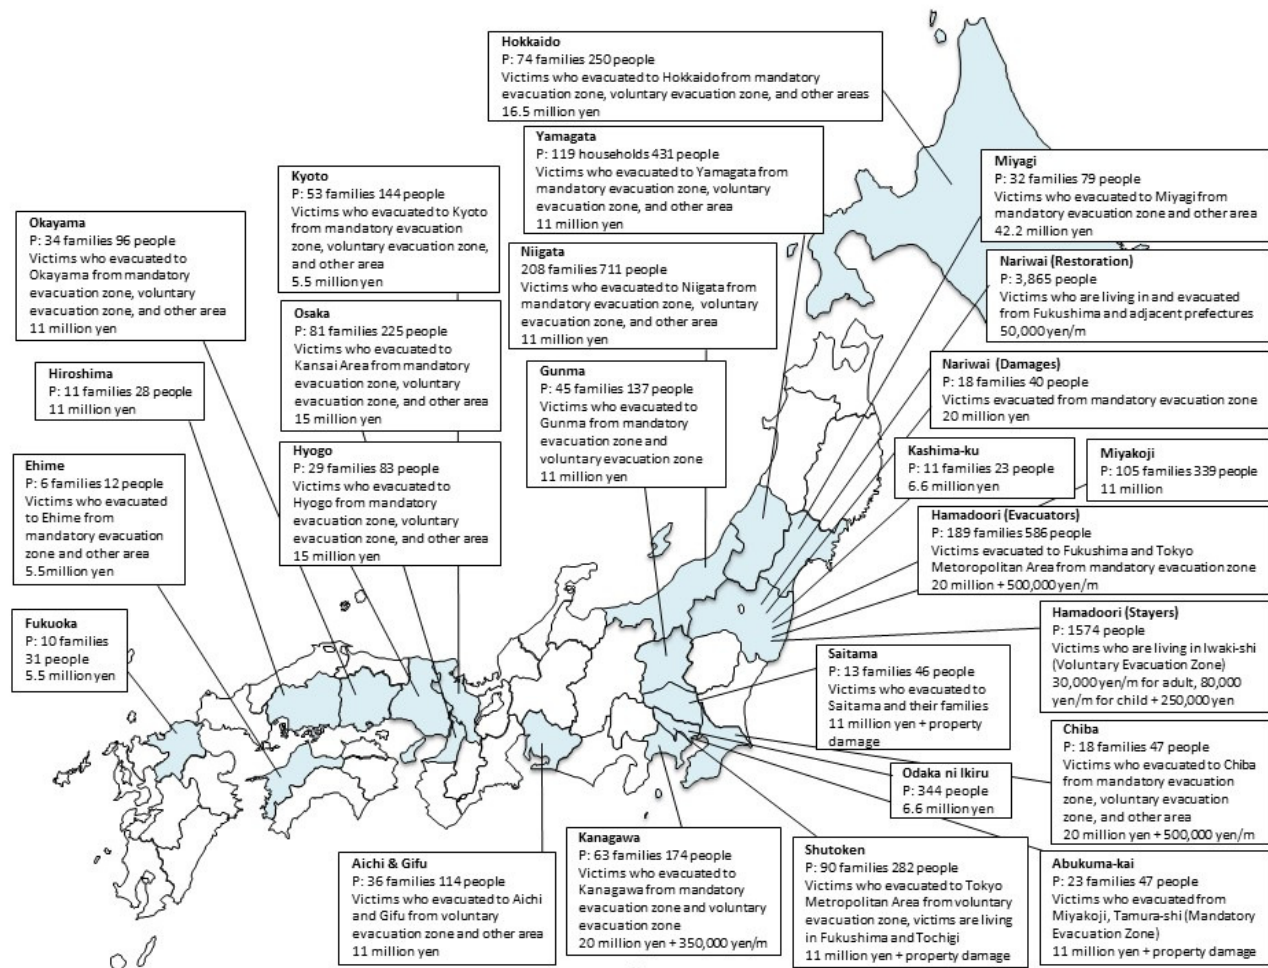 Hokkaido
P: 74 families 250 people
Victims who evacuated to Hokkaido from mandatory
evacuation zone, voluntary evacuation zone, and other areas
16.5 million yen
Yamagata
P: 119 households 431 people
Victims who evacuated to Yamagata from
mandatory evacuation zone, voluntary
evacuation zone, and other area
11 million yen
Miyagi
P: 32 families 79 people
Victims who evacuated to Miyagi from
mandatory evacuation zone and other area
42.2 million yen
Kyoto
P: 53 families 144 people
Victims who evacuated to Kyoto
from mandatory evacuation
zone, voluntary evacuation zone,
and other area
5.5 million yen
Okayama
P: 34 families 96 people
Victims who evacuated to
Okayama from mandatory
evacuation zone, voluntary
evacuation zone, and other area
11 million yen
Niigata
208 families 711 people
Victims who evacuated to Niigata from
mandatory evacuation zone, voluntary
evacuation zone, and other area
11 million yen
Nariwai (Restoration)
P: 3,865 people
Victims who are living in and evacuated
from Fukushima and adjacent prefectures
50,000 yen/m
Osaka
P: 81 families 225 people
Victims who evacuated to
Kansai Area from mandatory
evacuation zone, voluntary
evacuation zone, and other area
15 million yen
Hiroshima
P: 11 families 28 people
11 million yen
Gunma
P: 45 families 137 people
Victims who evacuated to
Gunma from mandatory
evacuation zone and
voluntary evacuation zone
11 million yen
Nariwai (Damages)
P: 18 families 40 people
Victims evacuated from mandatory evacuation zone
20 million yen
Kashima-ku
P: 11 families 23 people
6.6 million yen
Miyakoji
P: 105 families 339 people
11 million
Hyogo
P: 29 families 83 people
Victims who evacuated to
Hyogo from mandatory
evacuation zone, voluntary
evacuation zone, and other area
15 million yen
Ehime
P: 6 families 12 people
Victims who evacuated
to Ehime from
mandatory evacuation
zone and other area
5.5million yen
Hamadoori (Evacuators)
P: 189 families 586 people
Victims evacuated to Fukushima and Tokyo
Metoropolitan Area from mandatory evacuation zone
20 million + 500,000 yen/m
Fukuoka
P: 10 families
31 people
5.5 million yen
Hamadoori (Stayers)
P: 1574 people
Victims who are living in Iwaki-shi
(Voluntary Evacuation Zone)
30,000 yen/m for adult, 80,000
yen/m for child + 250,000 yen
Saitama
P: 13 families 46 people
Victims who evacuated to
Saitama and their families
11 million yen + property
damage
Chiba
P: 18 families 47 people
Victims who evacuated to Chiba
from mandatory evacuation
zone, voluntary evacuation
zone, and other area
20 million yen + 500,000 yen/m
Odaka ni Ikiru
P: 344 people
6.6 million yen
Aichi & Gifu
P: 36 families 114 people
Victims who evacuated to Aichi
and Gifu from voluntary
evacuation zone and other area
11 million yen
Kanagawa
P: 63 families 174 people
Victims who evacuated to
Kanagawa from mandatory
evacuation zone and voluntary
evacuation zone
20 million yen + 350,000 yen/m
Shutoken
P: 90 families 282 people
Victims who evacuated to Tokyo
Metropolitan Area from voluntary
evacuation zone, victims are living
in Fukushima and Tochigi
11 million yen + property damage
Abukuma-kai
P: 23 families 47 people
Victims who evacuated from
Miyakoji, Tamura-shi (Mandatory
Evacuation Zone)
11 million yen + property damage